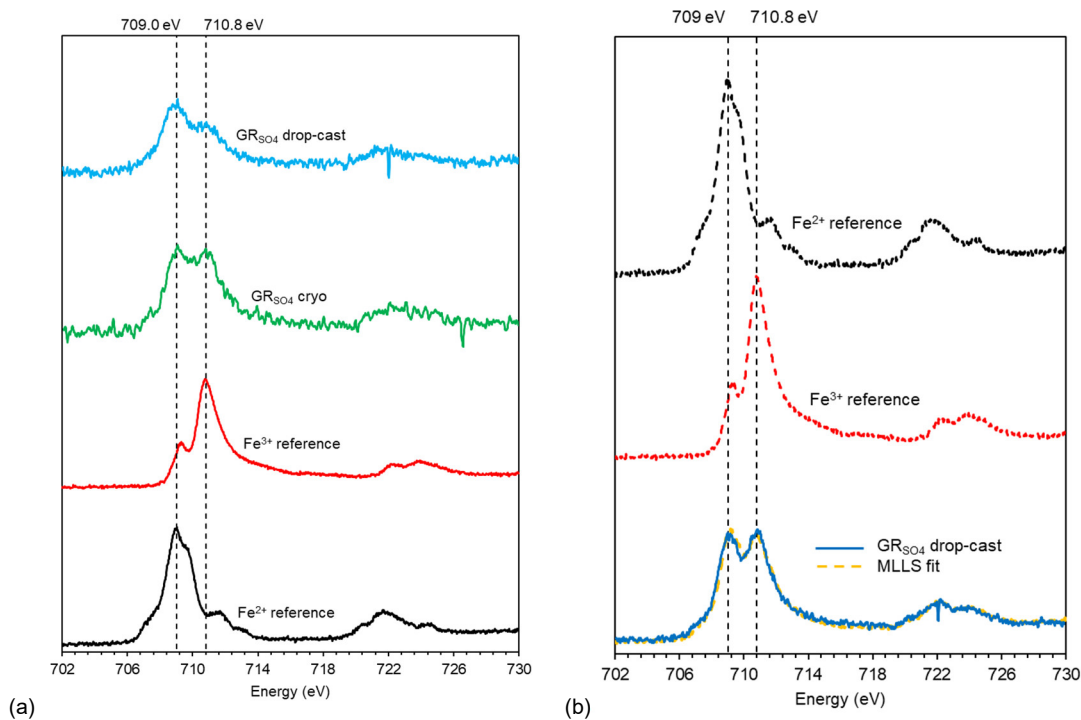 709.0 eV 710.8 eV
GRSO4 drop-cast
GRSO4 cryo
Fe3+ reference
Fe2+ reference
702 706 710 714 718 722 726 730
Energy (eV)
(a)
709 eV 710.8 eV
Fe2+ reference
Fe3+ reference
GRSO4 drop-cast
MLLS fit
702 706 710 714 718 722 726 730
Energy (eV)
(b)